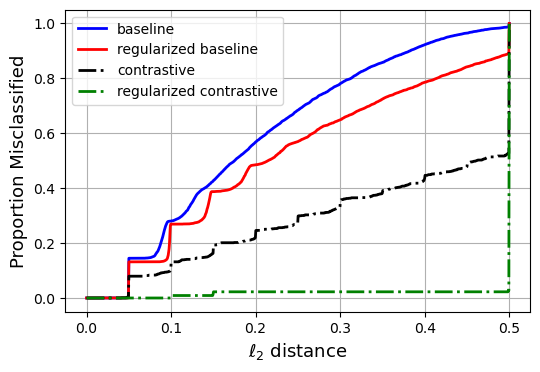 baseline
regularized baseline
contrastive
regularized contrastive
Proportion Misclassified
1.0
0.8
0.6
0.4
0.2
0.0
0.0 0.1 0.2 0.3 0.4 0.5
ℓ₂ distance